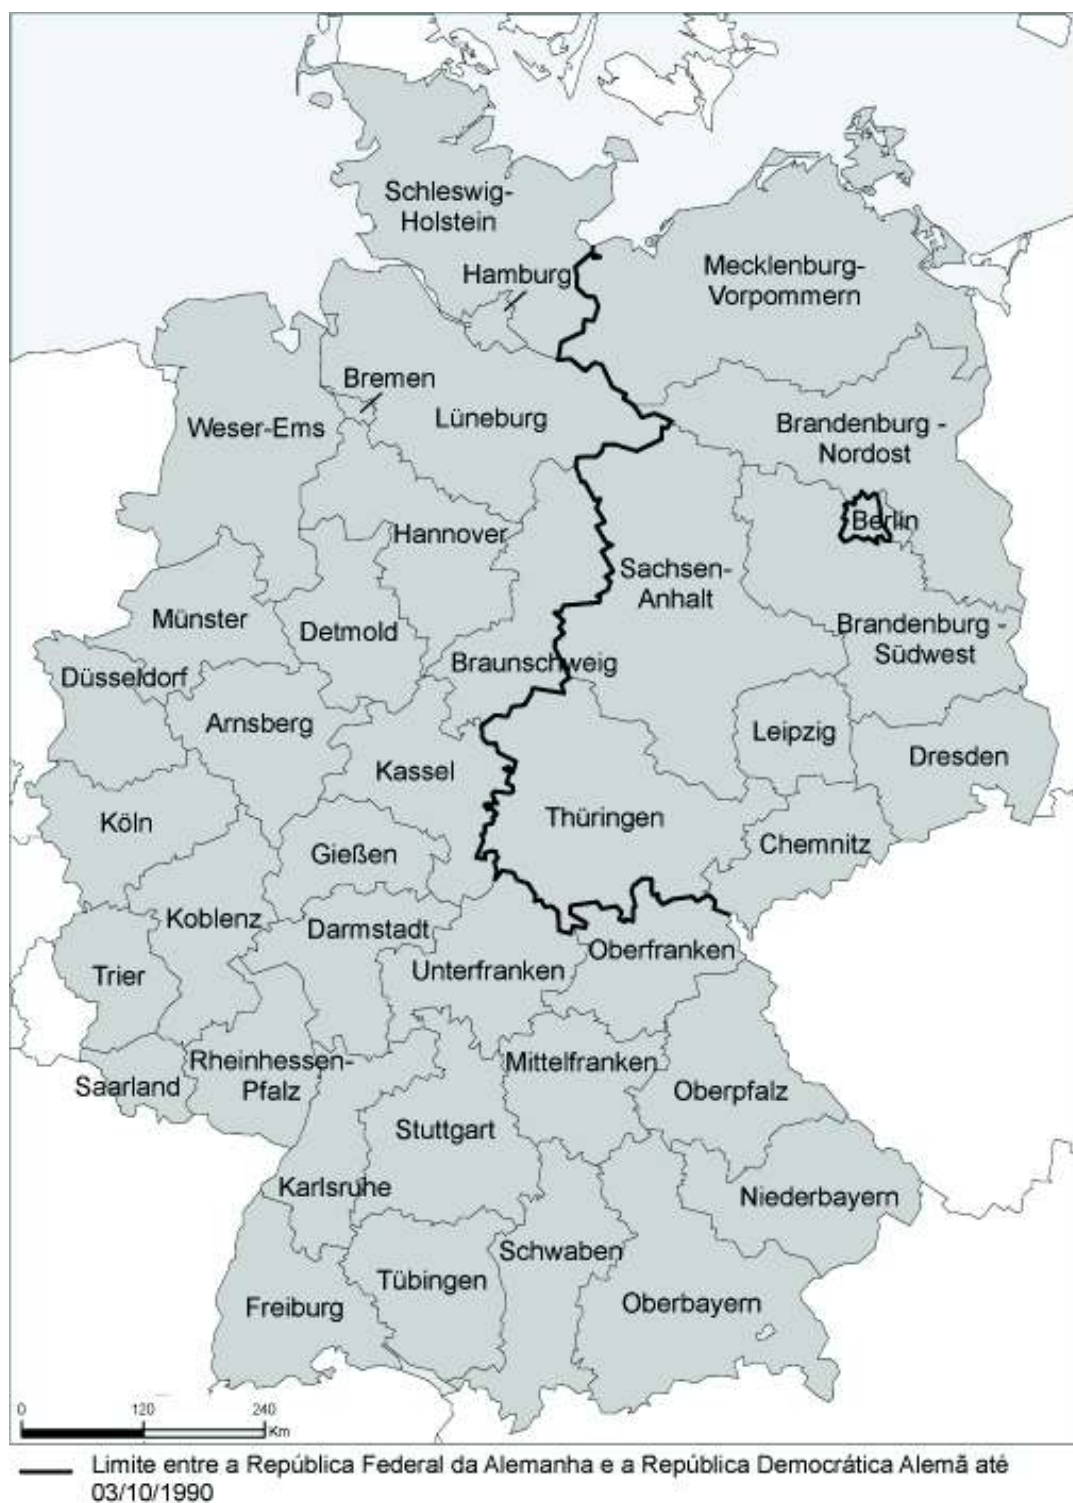 Schleswig-
Holstein
Hamburg
Mecklenburg-
Vorpommern
Bremen
Weser-Ems
Lüneburg
Brandenburg -
Nordost
Berlin
Hannover
Sachsen-
Anhalt
Münster
Detmold
Brandenburg -
Südwest
Braunschweig
Düsseldorf
Arnsberg
Leipzig
Dresden
Kassel
Köln
Thüringen
Chemnitz
Gießen
Koblenz
Darmstadt
Oberfranken
Trier
Unterfranken
Rheinhessen-
Pfalz
Saarland
Mittelfranken
Oberpfalz
Stuttgart
Karlsruhe
Niederbayern
Schwaben
Tübingen
Freiburg
Oberbayern
0 120 240
Km
Limite entre a República Federal da Alemanha e a República Democrática Alemã até
03/10/1990